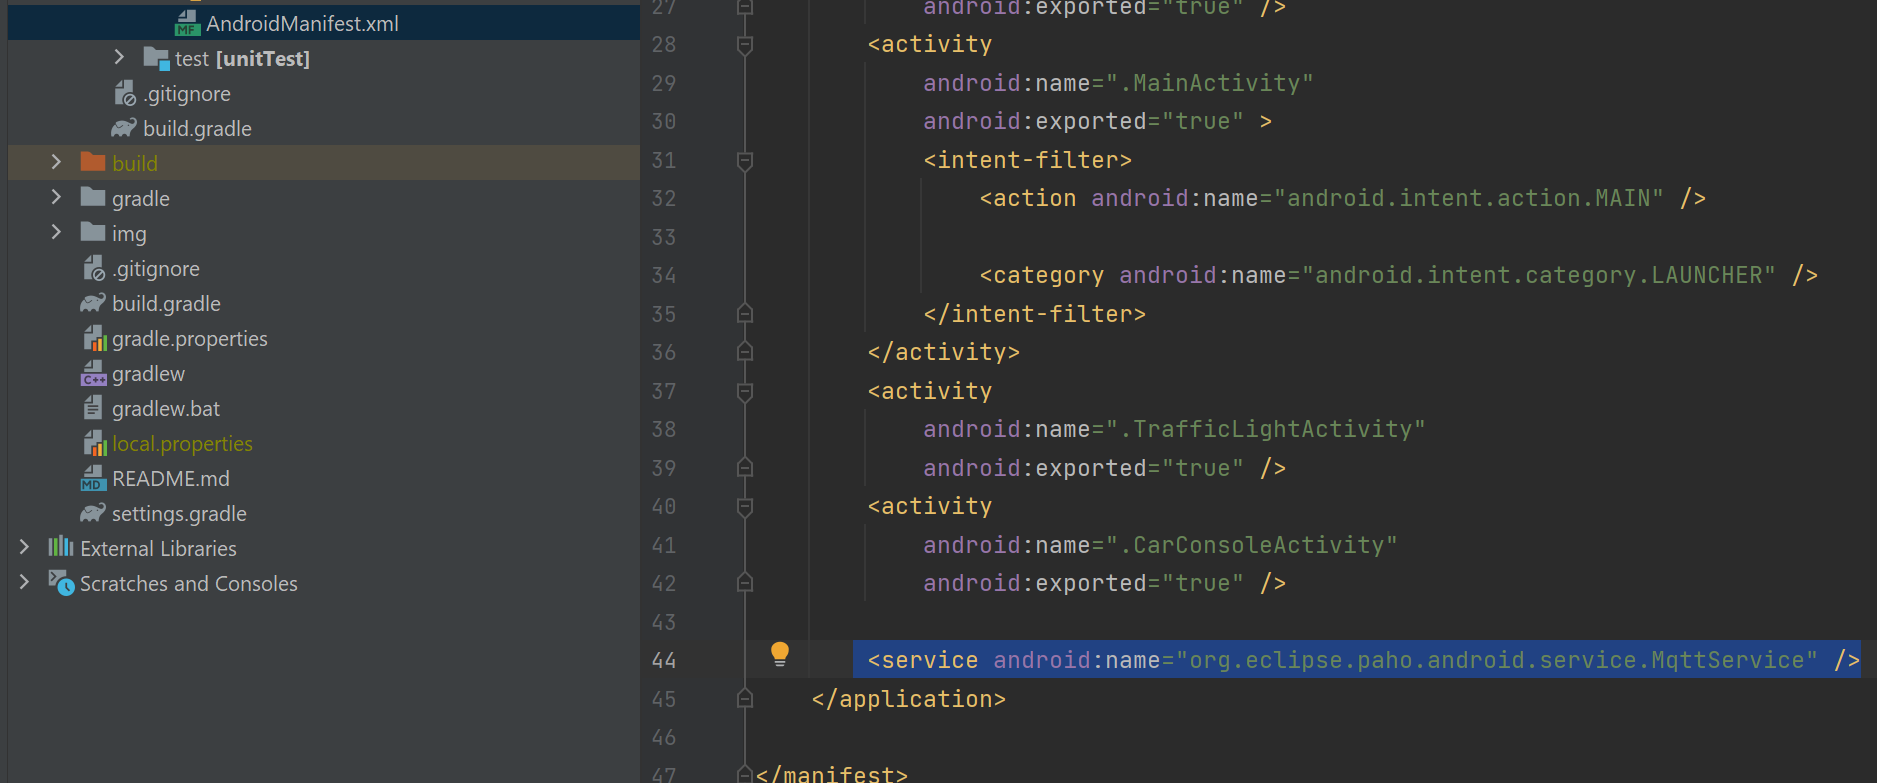 AndroidManifest.xml
test [unitTest]
.gitignore
build.gradle
build
gradle
img
.gitignore
build.gradle
gradle.properties
gradlew
gradlew.bat
local.properties
README.md
settings.gradle
External Libraries
Scratches and Consoles
27 android:exported="true" />
28 <activity
29 android:name=".MainActivity"
30 android:exported="true" >
31 <intent-filter>
32 <action android:name="android.intent.action.MAIN" />
33
34 <category android:name="android.intent.category.LAUNCHER" />
35 </intent-filter>
36 </activity>
37 <activity
38 android:name=".TrafficLightActivity"
39 android:exported="true" />
40 <activity
41 android:name=".CarConsoleActivity"
42 android:exported="true" />
43
44 <service android:name="org.eclipse.paho.android.service.MqttService" />
45 </application>
46
47 </manifest>